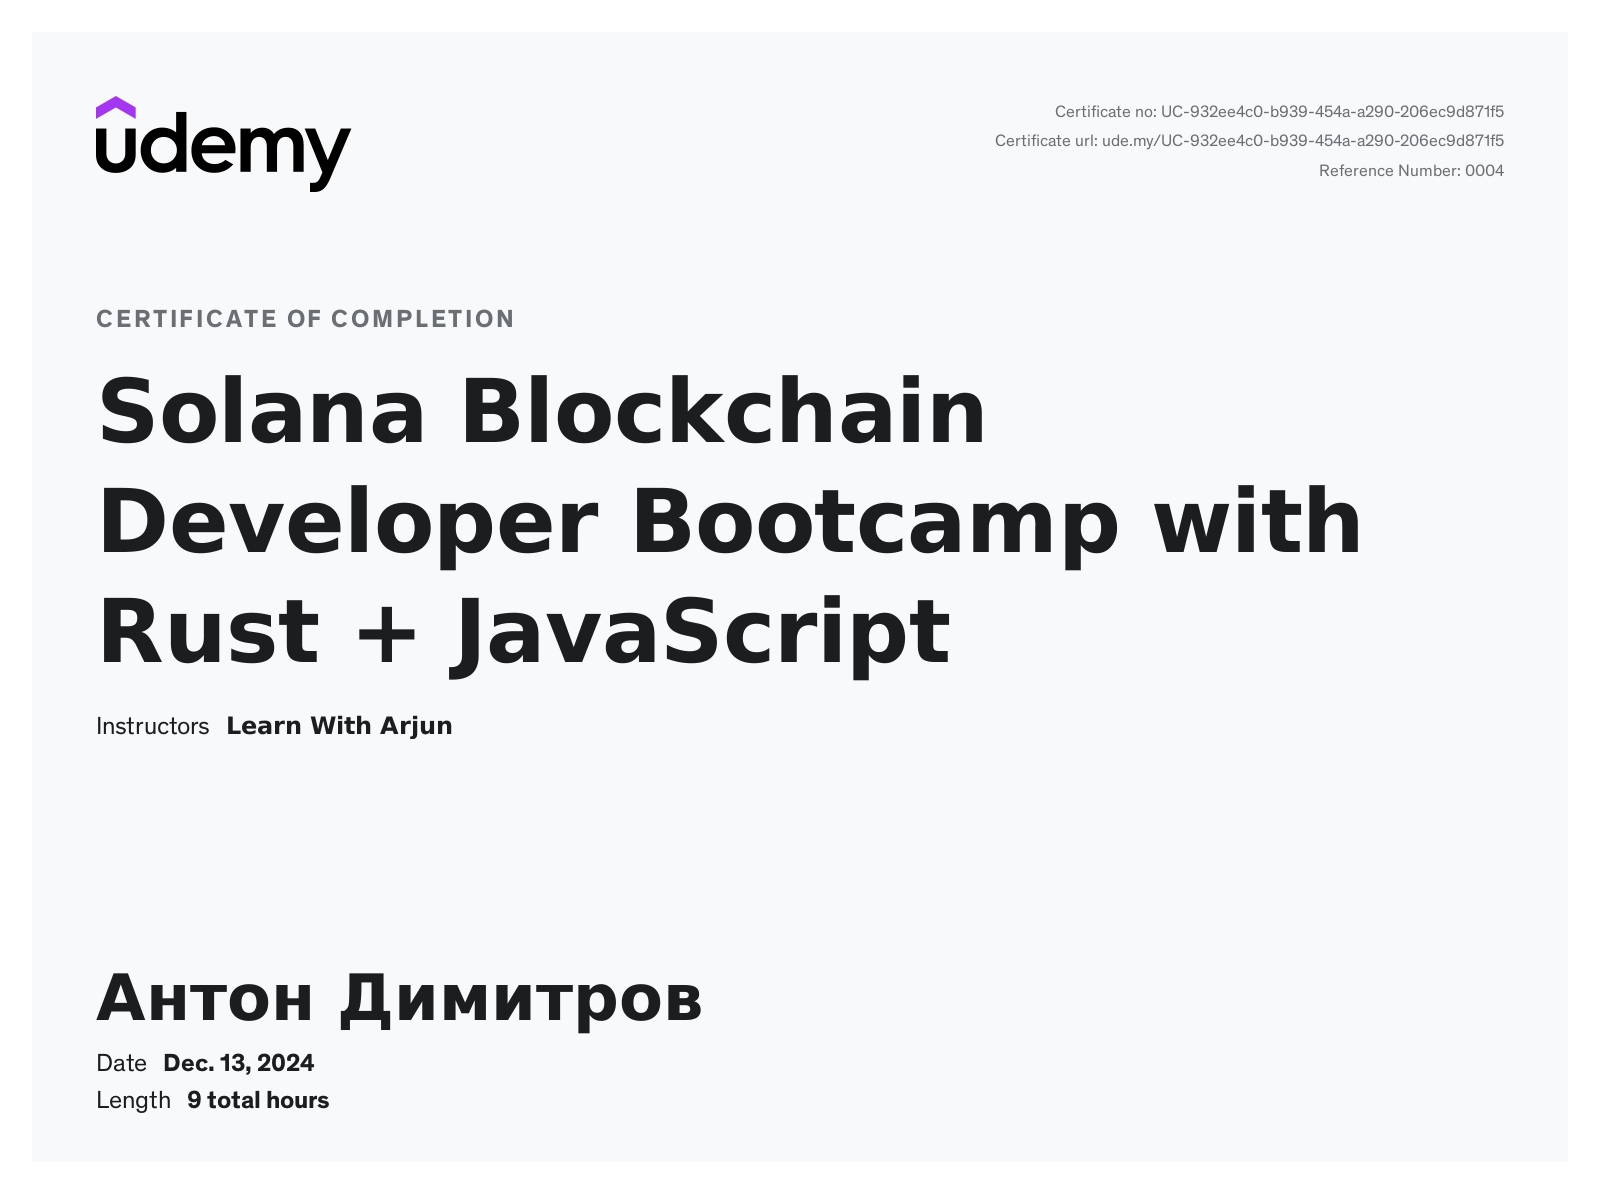 udemy
Certificate no: UC-932ee4c0-b939-454a-a290-206ec9d871f5
Certificate url: ude.my/UC-932ee4c0-b939-454a-a290-206ec9d871f5
Reference Number: 0004
CERTIFICATE OF COMPLETION
Solana Blockchain
Developer Bootcamp with
Rust + JavaScript
Instructors Learn With Arjun
Антон Димитров
Date Dec. 13, 2024
Length 9 total hours